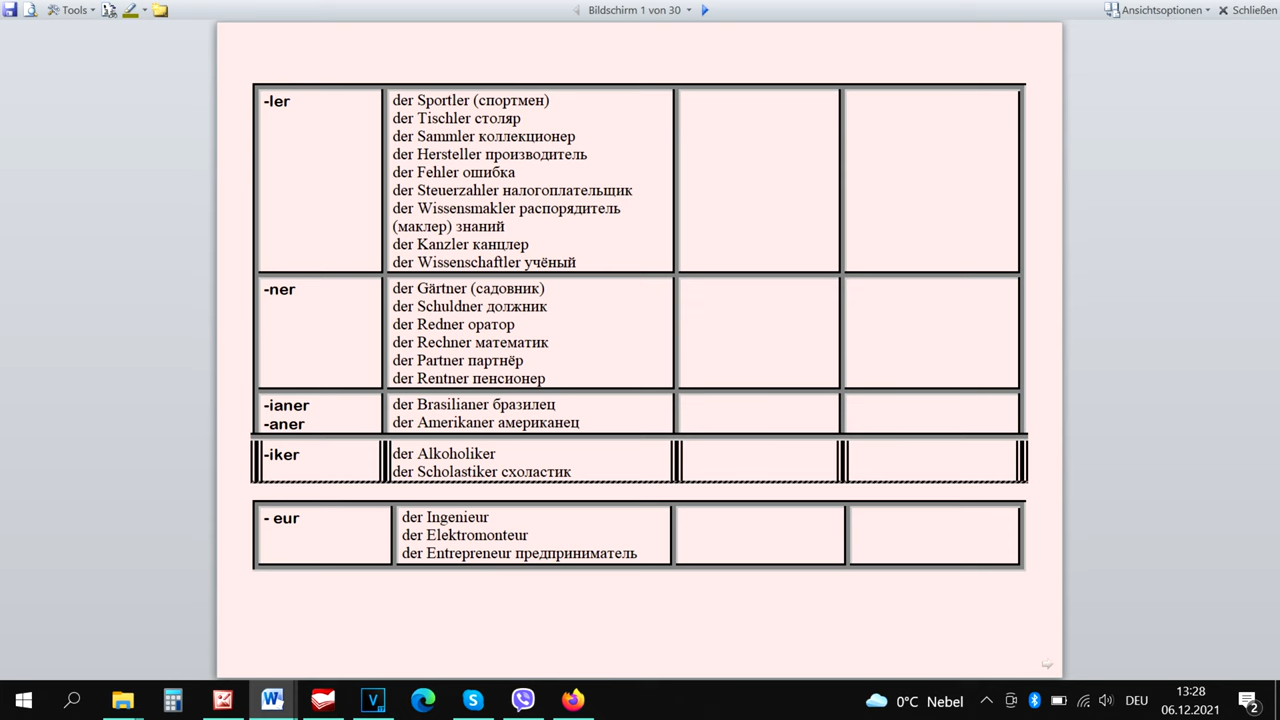 Tools
Bildschirm 1 von 30
Ansichtsoptionen
Schließen
-ler
der Sportler (спортмен)
der Tischler столяр
der Sammler коллекционер
der Hersteller производитель
der Fehler ошибка
der Steuerzahler налогоплательщик
der Wissensmakler распорядитель
(маклер) знаний
der Kanzler канцлер
der Wissenschaftler учёный
-ner
der Gärtner (садовник)
der Schuldner должник
der Redner оратор
der Rechner математик
der Partner партнёр
der Rentner пенсионер
-ianer
-aner
der Brasilianer бразилец
der Amerikaner американец
-iker
der Alkoholiker
der Scholastiker схоластик
- eur
der Ingenieur
der Elektromonteur
der Entrepreneur предприниматель
0°C Nebel
DEU
13:28
06.12.2021
2